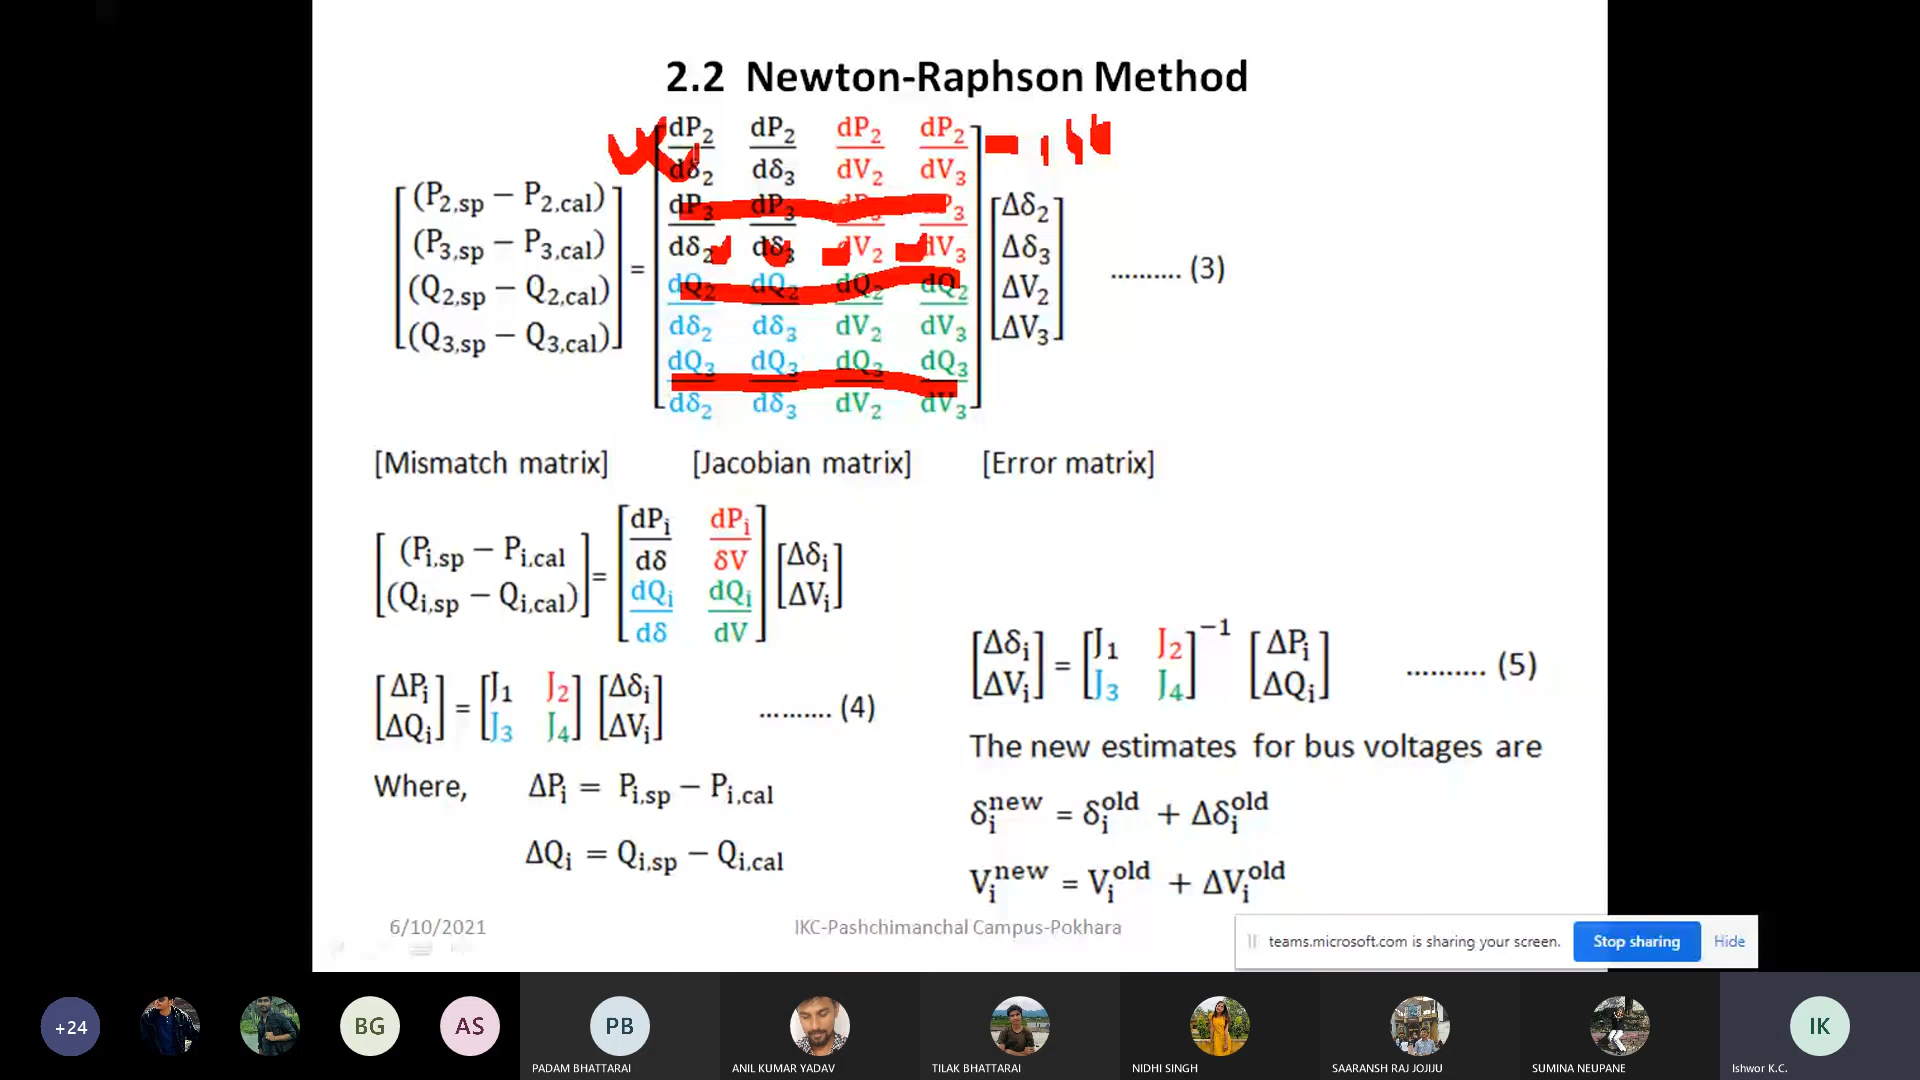 2.2 Newton-Raphson Method
[(P2,sp − P2,cal)
(P3,sp − P3,cal)
(Q2,sp − Q2,cal)
(Q3,sp − Q3,cal)] =
[dP2/dδ2 dP2/dδ3 dP2/dV2 dP2/dV3
dP3/dδ2 dP3/dδ3 dP3/dV2 dP3/dV3
dQ2/dδ2 dQ2/dδ3 dQ2/dV2 dQ2/dV3
dQ3/dδ2 dQ3/dδ3 dQ3/dV2 dQ3/dV3]
[Δδ2
Δδ3
ΔV2
ΔV3] .......... (3)
[Mismatch matrix] [Jacobian matrix] [Error matrix]
[(Pi,sp − Pi,cal
(Qi,sp − Qi,cal)] =
[dPi/dδ dPi/δV
dQi/dδ dQi/dV]
[Δδi
ΔVi]
[ΔPi
ΔQi] =
[J1 J2
J3 J4]
[Δδi
ΔVi] .......... (4)
Where, ΔPi = Pi,sp − Pi,cal
ΔQi = Qi,sp − Qi,cal
[Δδi
ΔVi] =
[J1 J2
J3 J4]−1
[ΔPi
ΔQi] .......... (5)
The new estimates for bus voltages are
δi^new = δi^old + Δδi^old
Vi^new = Vi^old + ΔVi^old
6/10/2021
IKC-Pashchimanchal Campus-Pokhara
teams.microsoft.com is sharing your screen. Stop sharing Hide
+24 BG AS PB IK
PADAM BHATTARAI ANIL KUMAR YADAV TILAK BHATTARAI NIDHI SINGH SAARANSH RAJ JOJIJU SUMINA NEUPANE Ishwor K.C.